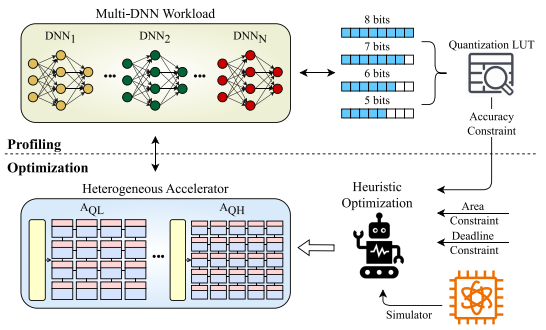 Multi-DNN Workload
DNN1
DNN2
DNNN
8 bits
7 bits
6 bits
5 bits
Quantization LUT
Accuracy
Constraint
Profiling
Optimization
Heterogeneous Accelerator
AQL
AQH
Heuristic
Optimization
Area
Constraint
Deadline
Constraint
Simulator